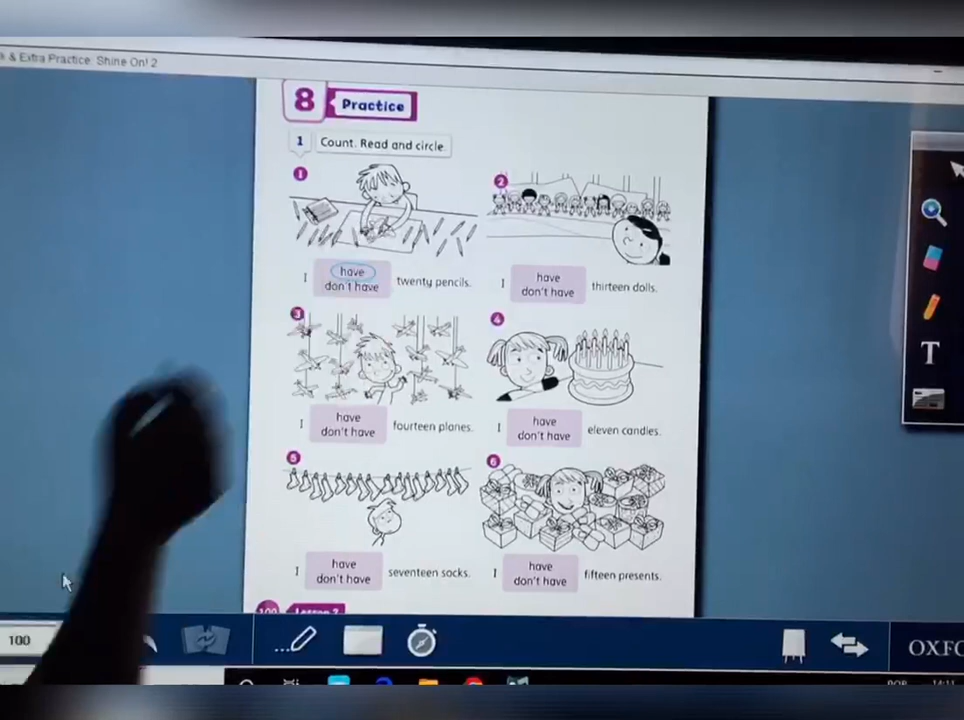 & Extra Practice. Shine On! 2
8 Practice
1 Count. Read and circle.
1
2
I have don't have twenty pencils.
I have don't have thirteen dolls.
3
4
I have don't have fourteen planes.
I have don't have eleven candles.
5
6
I have don't have seventeen socks.
I have don't have fifteen presents.
100 Lesson
T
100